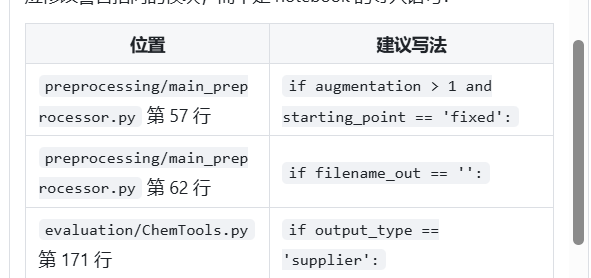 位置
建议写法
preprocessing/main_prep
rocessor.py 第 57 行
if augmentation > 1 and
starting_point == 'fixed':
preprocessing/main_prep
rocessor.py 第 62 行
if filename_out == '':
evaluation/ChemTools.py
第 171 行
if output_type ==
'supplier':